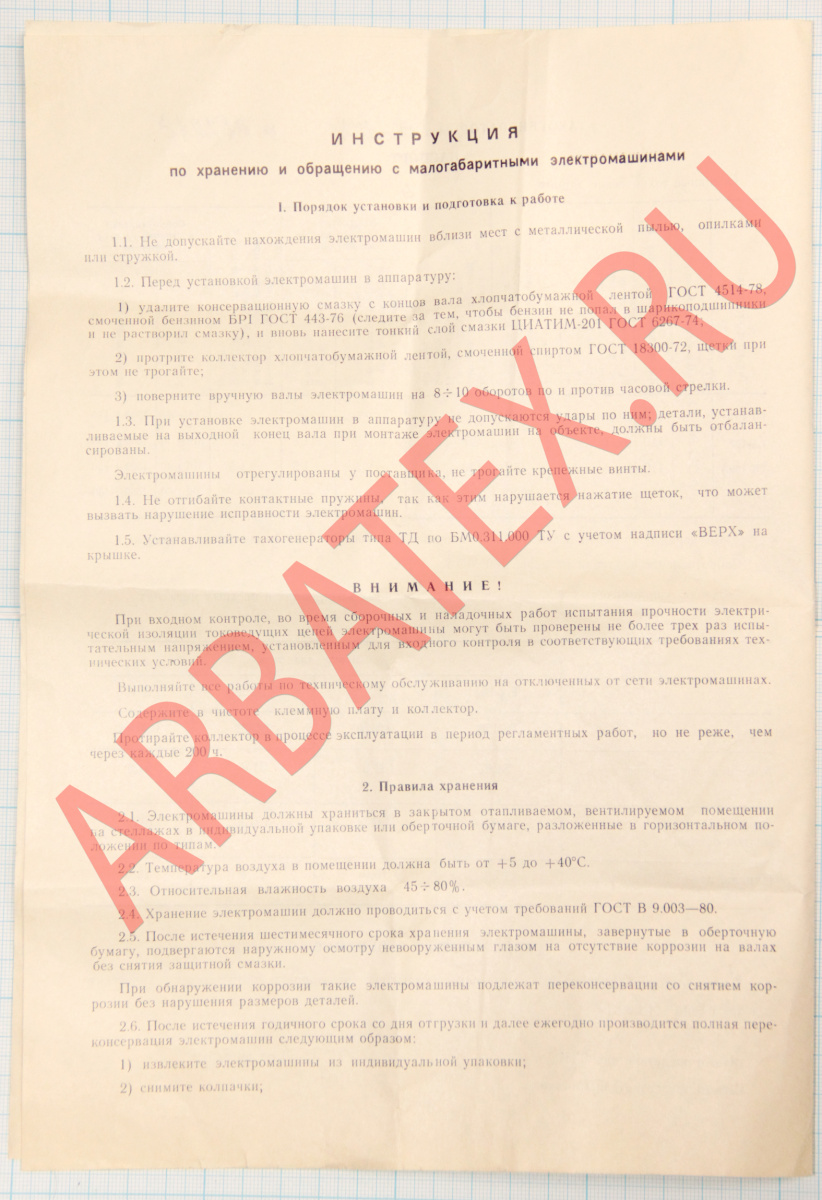 ИНСТРУКЦИЯ
по хранению и обращению с малогабаритными электромашинами
1. Порядок установки и подготовка к работе
1.1. Не допускайте нахождения электромашин вблизи мест с металлической пылью, опилками
или стружкой.
1.2. Перед установкой электромашин в аппаратуру:
1) удалите консервационную смазку с концов вала хлопчатобумажной лентой ГОСТ 4514-78,
смоченной бензином БР1 ГОСТ 443-76 (следите за тем, чтобы бензин не попал в шарикоподшипники
и не растворил смазку), и вновь нанесите тонкий слой смазки ЦИАТИМ-201 ГОСТ 6267-74;
2) протрите коллектор хлопчатобумажной лентой, смоченной спиртом ГОСТ 18300-72, щетки при
этом не трогайте;
3) поверните вручную валы электромашин на 8÷10 оборотов по и против часовой стрелки.
1.3. При установке электромашин в аппаратуру не допускаются удары по ним; детали, устанав-
ливаемые на выходной конец вала при монтаже электромашин на объекте, должны быть отбалан-
сированы.
Электромашины отрегулированы у поставщика, не трогайте крепежные винты.
1.4. Не отгибайте контактные пружины, так как этим нарушается нажатие щеток, что может
вызвать нарушение исправности электромашин.
1.5. Устанавливайте тахогенераторы типа ТД по БМ0.311.000 ТУ с учетом надписи «ВЕРХ» на
крышке.
ВНИМАНИЕ!
При входном контроле, во время сборочных и наладочных работ испытания прочности электри-
ческой изоляции токоведущих цепей электромашины могут быть проверены не более трех раз испы-
тательным напряжением, установленным для входного контроля в соответствующих требованиях тех-
нических условий.
Выполняйте все работы по техническому обслуживанию на отключенных от сети электромашинах.
Содержите в чистоте клеммную плату и коллектор.
Протирайте коллектор в процессе эксплуатации в период регламентных работ, но не реже, чем
через каждые 200 ч.
2. Правила хранения
2.1. Электромашины должны храниться в закрытом отапливаемом, вентилируемом помещении
на стеллажах в индивидуальной упаковке или оберточной бумаге, разложенные в горизонтальном по-
ложении по типам.
2.2. Температура воздуха в помещении должна быть от +5 до +40°С.
2.3. Относительная влажность воздуха 45÷80%.
2.4. Хранение электромашин должно проводиться с учетом требований ГОСТ В 9.003—80.
2.5. После истечения шестимесячного срока хранения электромашины, завернутые в оберточную
бумагу, подвергаются наружному осмотру невооруженным глазом на отсутствие коррозии на валах
без снятия защитной смазки.
При обнаружении коррозии такие электромашины подлежат переконсервации со снятием кор-
розии без нарушения размеров деталей.
2.6. После истечения годичного срока со дня отгрузки и далее ежегодно производится полная пере-
консервация электромашин следующим образом:
1) извлеките электромашины из индивидуальной упаковки;
2) снимите колпачки;
ARBATEX.RU